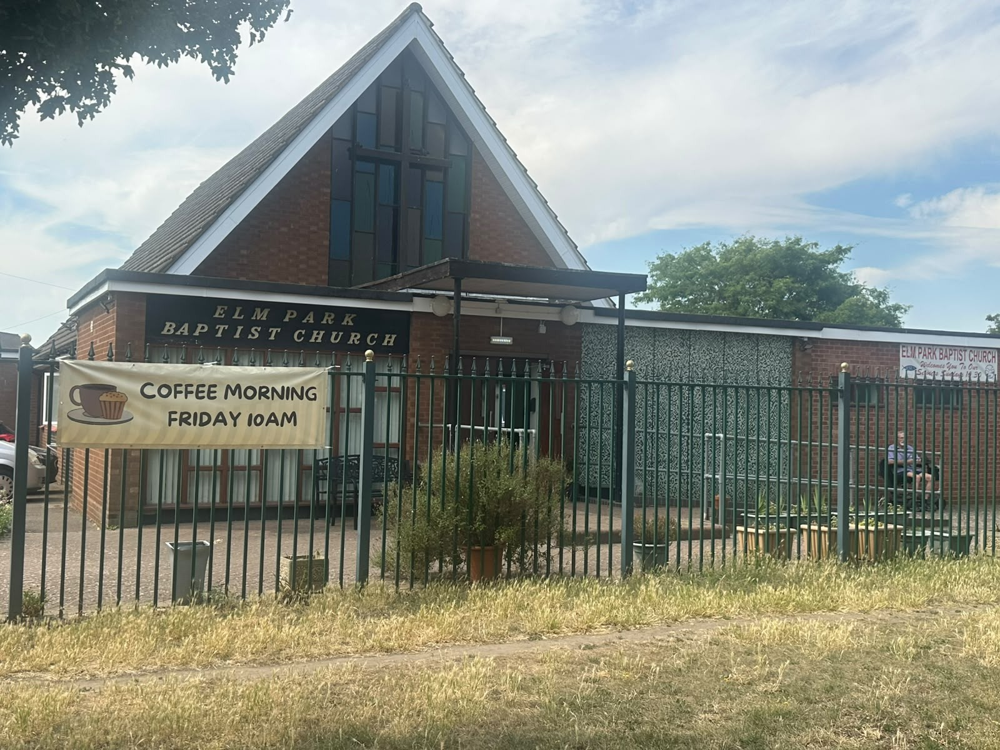 ELM PARK
BAPTIST CHURCH
COFFEE MORNING
FRIDAY 10AM
ELM PARK BAPTIST CHURCH
Welcomes You To Our